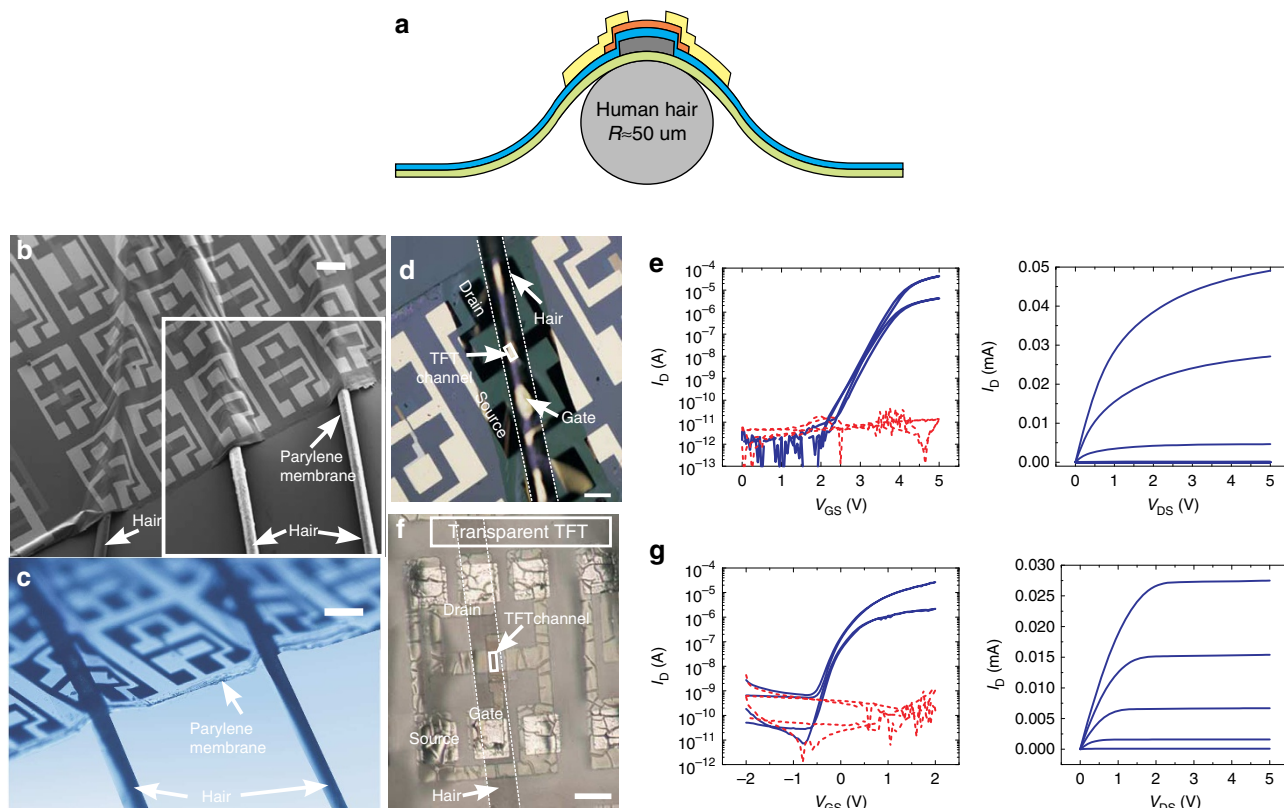 a
Human hair
R≈50 um
b
Parylene
membrane
Hair
Hair
c
Parylene
membrane
Hair
d
Drain
Hair
TFT
channel
Source
Gate
f
Transparent TFT
Drain
TFTchannel
Gate
Source
Hair
e
10⁻⁴
10⁻⁵
10⁻⁶
10⁻⁷
10⁻⁸
10⁻⁹
10⁻¹⁰
10⁻¹¹
10⁻¹²
10⁻¹³
I_D (A)
0 1 2 3 4 5
V_GS (V)
0.05
0.04
0.03
0.02
0.01
0.00
I_D (mA)
0 1 2 3 4 5
V_DS (V)
g
10⁻⁴
10⁻⁵
10⁻⁶
10⁻⁷
10⁻⁸
10⁻⁹
10⁻¹⁰
10⁻¹¹
10⁻¹²
I_D (A)
−2 −1 0 1 2
V_GS (V)
0.030
0.025
0.020
0.015
0.010
0.005
0.000
I_D (mA)
0 1 2 3 4 5
V_DS (V)